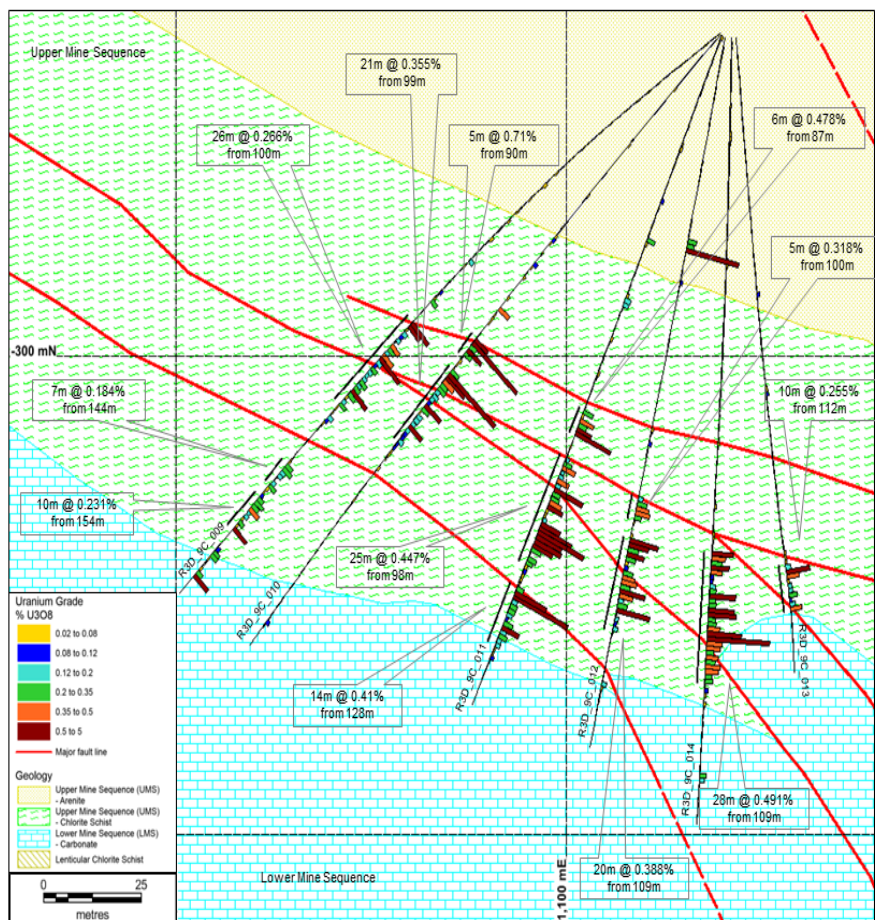 Upper Mine Sequence
21m @ 0.355%
from 99m
26m @ 0.266%
from 100m
5m @ 0.71%
from 90m
6m @ 0.478%
from 87m
5m @ 0.318%
from 100m
-300 mN
7m @ 0.184%
from 144m
10m @ 0.255%
from 112m
10m @ 0.231%
from 154m
R3D_9C_009
25m @ 0.447%
from 98m
R3D_9C_010
R3D_9C_011
R3D_9C_012
R3D_9C_013
14m @ 0.41%
from 128m
R3D_9C_014
28m @ 0.491%
from 109m
20m @ 0.388%
from 109m
1,100 mE
Lower Mine Sequence
Uranium Grade
% U3O8
0.02 to 0.08
0.08 to 0.12
0.12 to 0.2
0.2 to 0.35
0.35 to 0.5
0.5 to 5
Major fault line
Geology
Upper Mine Sequence (UMS)
- Arenite
Upper Mine Sequence (UMS)
- Chlorite Schist
Lower Mine Sequence (LMS)
- Carbonate
Lenticular Chlorite Schist
0 25
metres